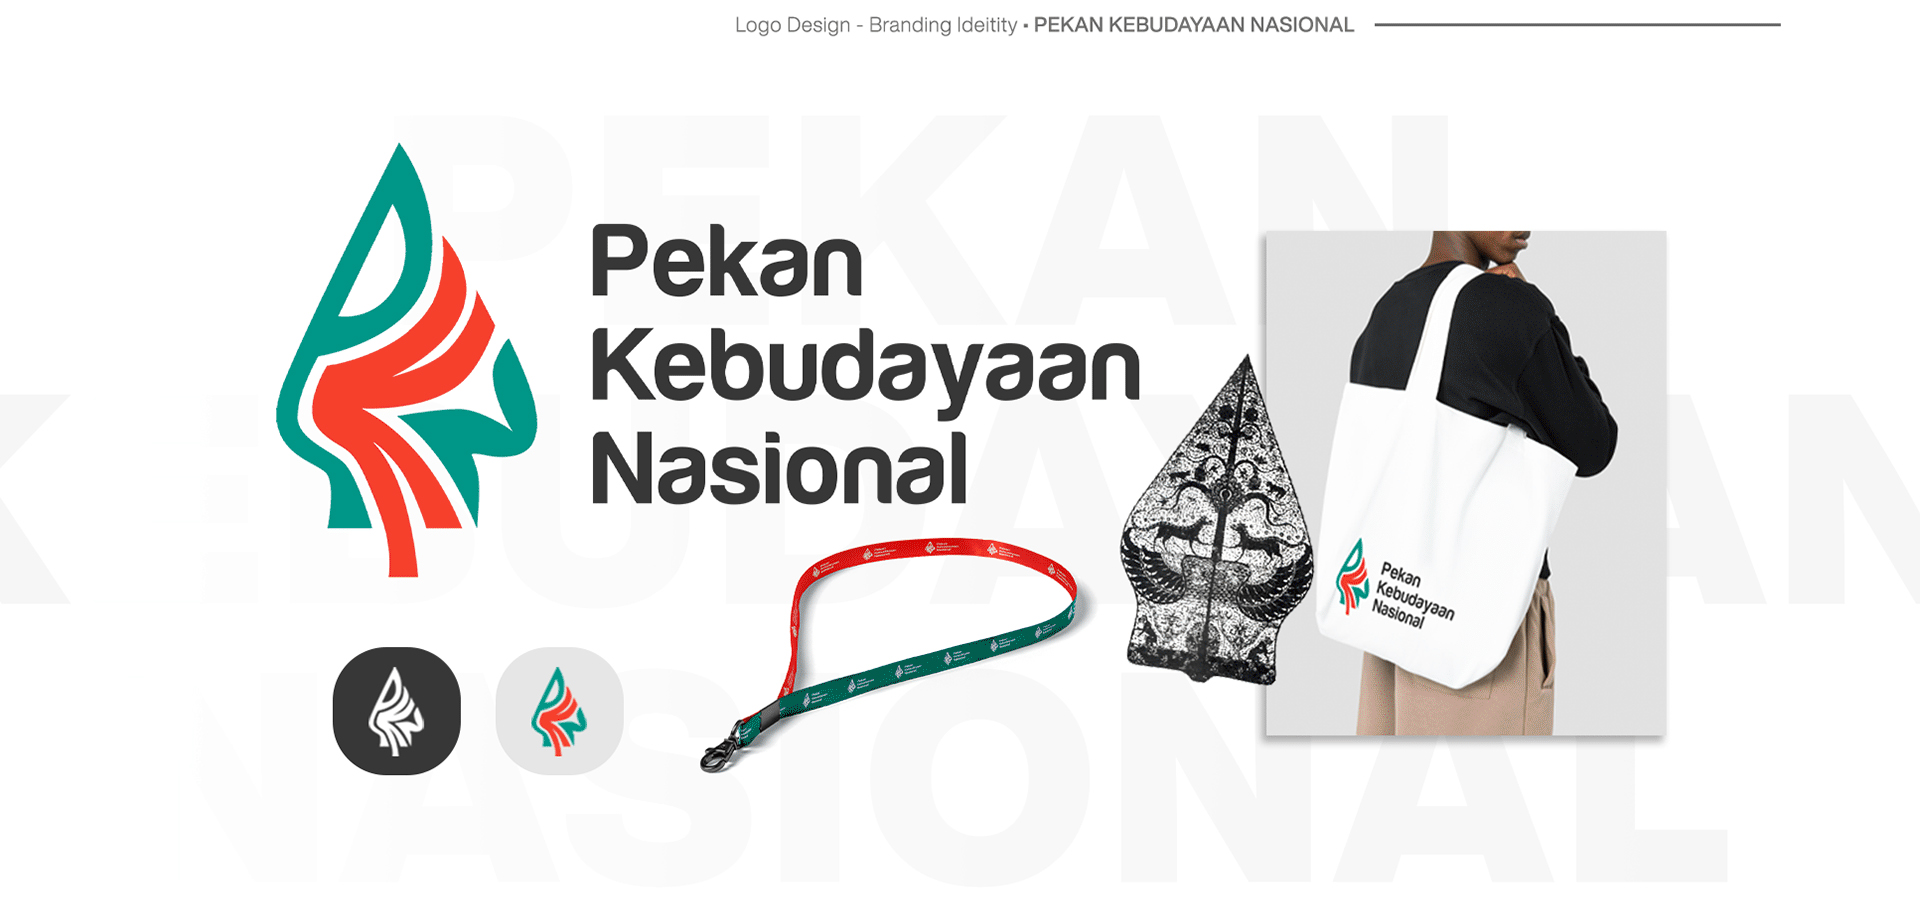 Logo Design - Branding Ideitity • PEKAN KEBUDAYAAN NASIONAL
PEKAN
KEBUDAYAAN
NASIONAL
Pekan
Kebudayaan
Nasional
Pekan
Kebudayaan
Nasional